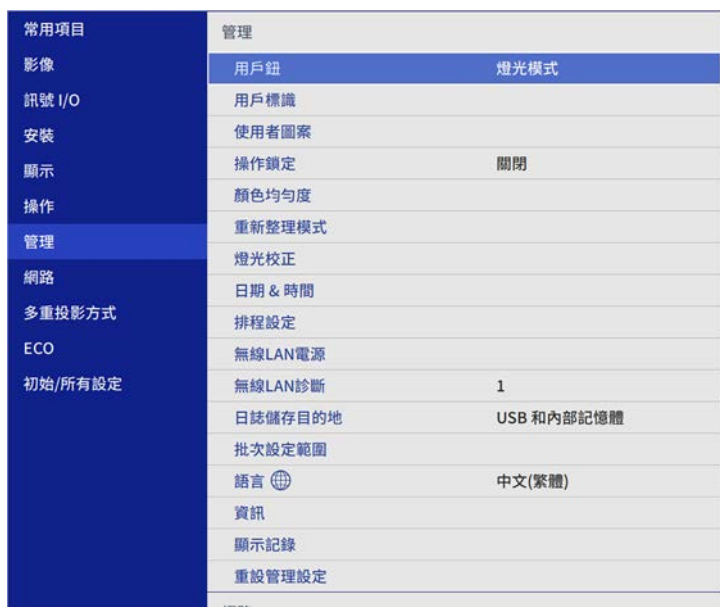 常用項目
影像
訊號 I/O
安裝
顯示
操作
管理
網路
多重投影方式
ECO
初始/所有設定
管理
用戶鈕 燈光模式
用戶標識
使用者圖案
操作鎖定 關閉
顏色均勻度
重新整理模式
燈光校正
日期 & 時間
排程設定
無線LAN電源
無線LAN診斷 1
日誌儲存目的地 USB 和內部記憶體
批次設定範圍
語言 中文(繁體)
資訊
顯示記錄
重設管理設定